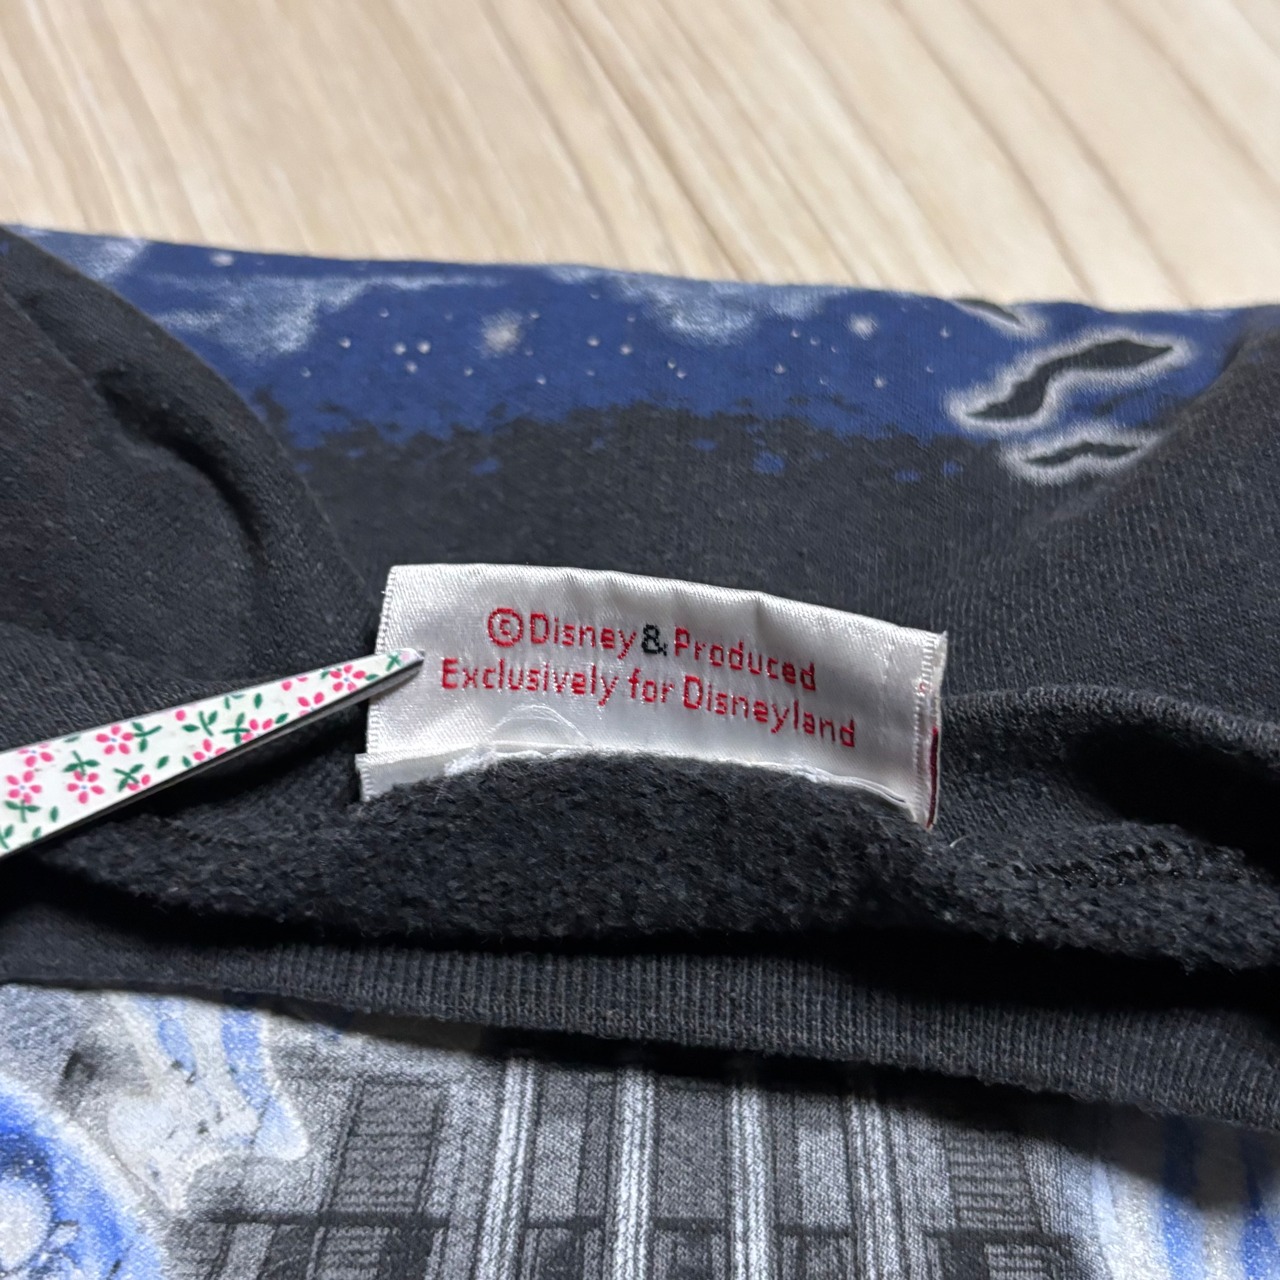 ©Disney & Produced
Exclusively for Disneyland